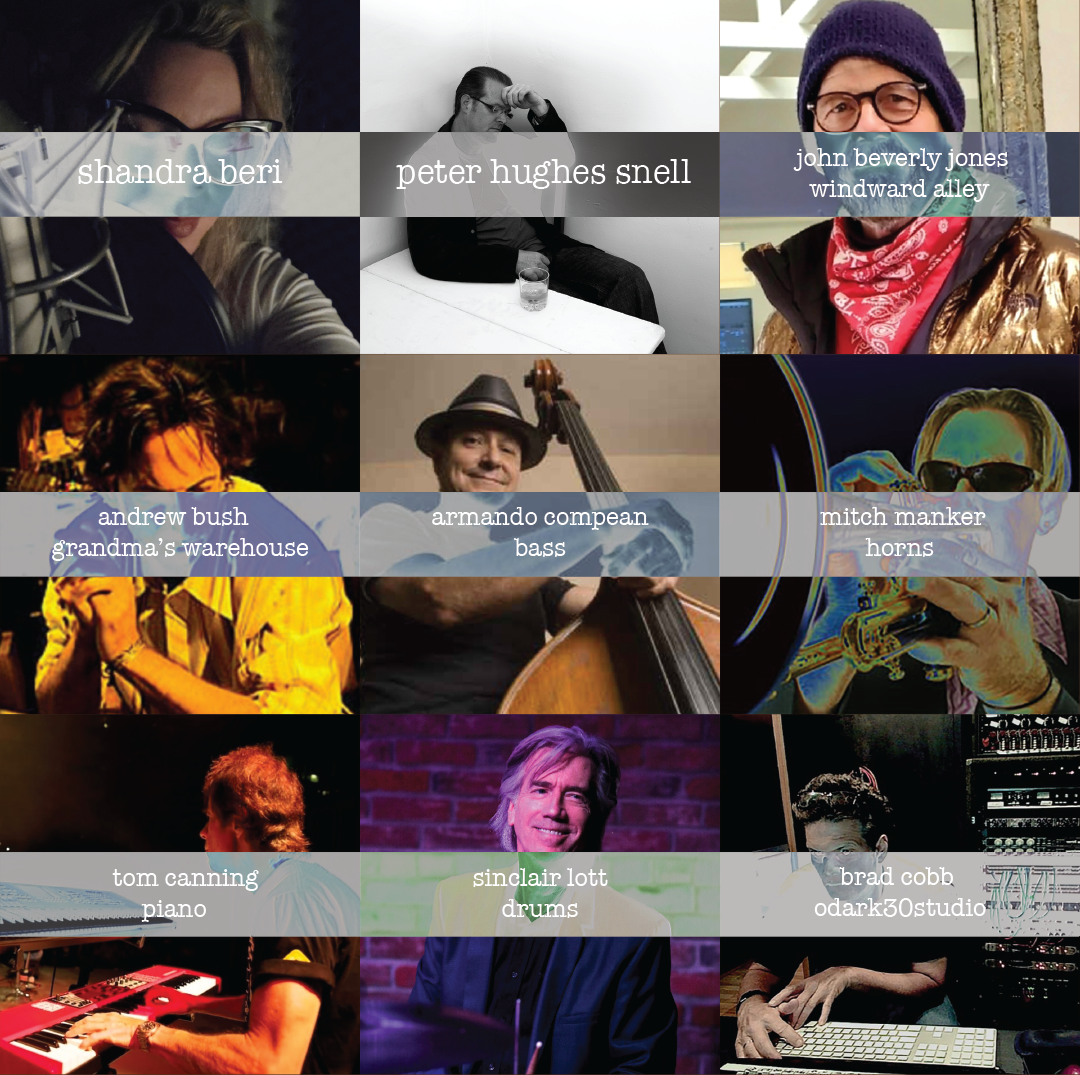 shandra beri
peter hughes snell
john beverly jones
windward alley
andrew bush
grandma's warehouse
armando compean
bass
mitch manker
horns
tom canning
piano
sinclair lott
drums
brad cobb
odark30studio